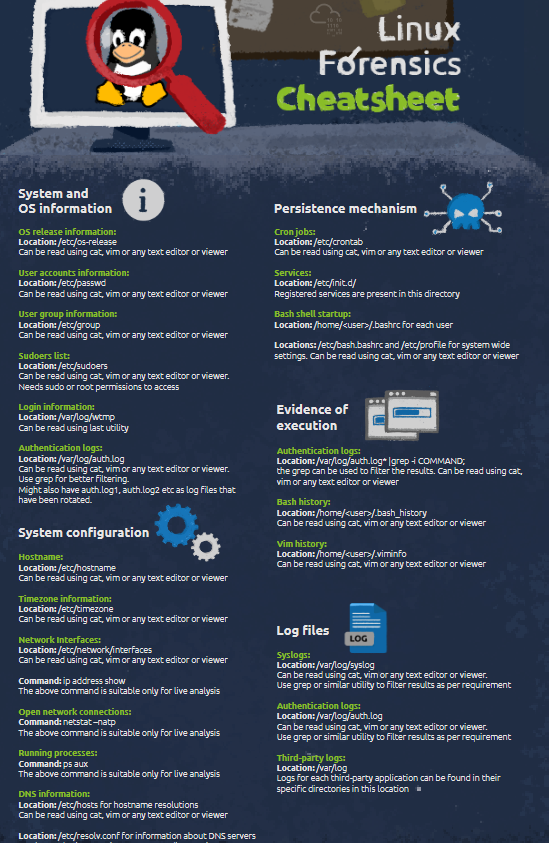 Linux
Forensics
Cheatsheet
System and
OS information
i
OS release information:
Location: /etc/os-release
Can be read using cat, vim or any text editor or viewer
User accounts information:
Location: /etc/passwd
Can be read using cat, vim or any text editor or viewer
User group information:
Location: /etc/group
Can be read using cat, vim or any text editor or viewer
Sudoers list:
Location: /etc/sudoers
Can be read using cat, vim or any text editor or viewer.
Needs sudo or root permissions to access
Login information:
Location: /var/log/wtmp
Can be read using last utility
Authentication logs:
Location: /var/log/auth.log
Can be read using cat, vim or any text editor or viewer.
Use grep for better filtering.
Might also have auth.log1, auth.log2 etc as log files that
have been rotated.
System configuration
Hostname:
Location: /etc/hostname
Can be read using cat, vim or any text editor or viewer
Timezone information:
Location: /etc/timezone
Can be read using cat, vim or any text editor or viewer
Network Interfaces:
Location: /etc/network/interfaces
Can be read using cat, vim or any text editor or viewer
Command: ip address show
The above command is suitable only for live analysis
Open network connections:
Command: netstat –natp
The above command is suitable only for live analysis
Running processes:
Command: ps aux
The above command is suitable only for live analysis
DNS information:
Location: /etc/hosts for hostname resolutions
Location: /etc/resolv.conf for information about DNS servers
Persistence mechanism
Cron jobs:
Location: /etc/crontab
Can be read using cat, vim or any text editor or viewer
Services:
Location: /etc/init.d/
Registered services are present in this directory
Bash shell startup:
Location: /home/<user>/.bashrc for each user
Locations: /etc/bash.bashrc and /etc/profile for system wide
settings. Can be read using cat, vim or any text editor or viewer
Evidence of
execution
Authentication logs:
Location: /var/log/auth.log* |grep -i COMMAND;
the grep can be used to filter the results. Can be read using cat,
vim or any text editor or viewer
Bash history:
Location: /home/<user>/.bash_history
Can be read using cat, vim or any text editor or viewer
Vim history:
Location: /home/<user>/.viminfo
Can be read using cat, vim or any text editor or viewer
Log files
LOG
Syslogs:
Location: /var/log/syslog
Can be read using cat, vim or any text editor or viewer.
Use grep or similar utility to filter results as per requirement
Authentication logs:
Location: /var/log/auth.log
Can be read using cat, vim or any text editor or viewer.
Use grep or similar utility to filter results as per requirement
Third-party logs:
Location: /var/log
Logs for each third-party application can be found in their
specific directories in this location